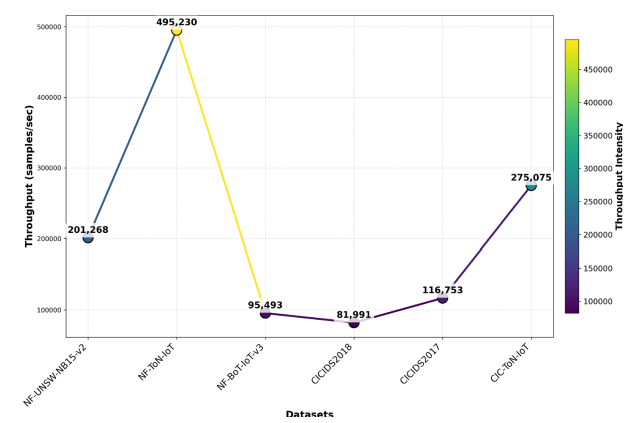 Throughput (samples/sec)
500000
400000
300000
200000
100000
201,268
495,230
95,493
81,991
116,753
275,075
NF-UNSW-NB15-v2
NF-ToN-IoT
NF-BoT-IoT-v3
CICIDS2018
CICIDS2017
CIC-ToN-IoT
Datasets
450000
400000
350000
300000
250000
200000
150000
100000
Throughput Intensity